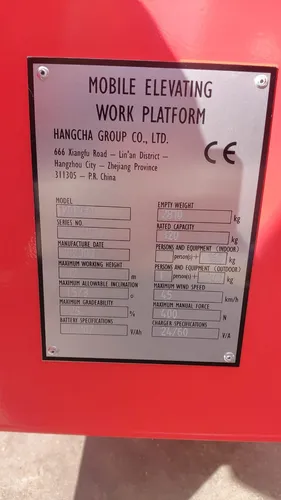 MOBILE ELEVATING
WORK PLATFORM
HANGCHA GROUP CO., LTD.
666 Xiangfu Road – Lin'an District –
Hangzhou City – Zhejiang Province
311305 – P.R. China
CE
MODEL
EMPTY WEIGHT
kg
SERIES NO.
RATED CAPACITY
kg
MANUFACTURE DATE
PERSONS AND EQUIPMENT (INDOOR)
person(s) + kg
MAXIMUM WORKING HEIGHT
m
PERSONS AND EQUIPMENT (OUTDOOR)
person(s) + kg
MAXIMUM ALLOWABLE INCLINATION
MAXIMUM WIND SPEED
45 km/h
MAXIMUM GRADEABILITY
%
MAXIMUM MANUAL FORCE
400 N
BATTERY SPECIFICATIONS
V/Ah
CHARGER SPECIFICATIONS
24/60 V/A